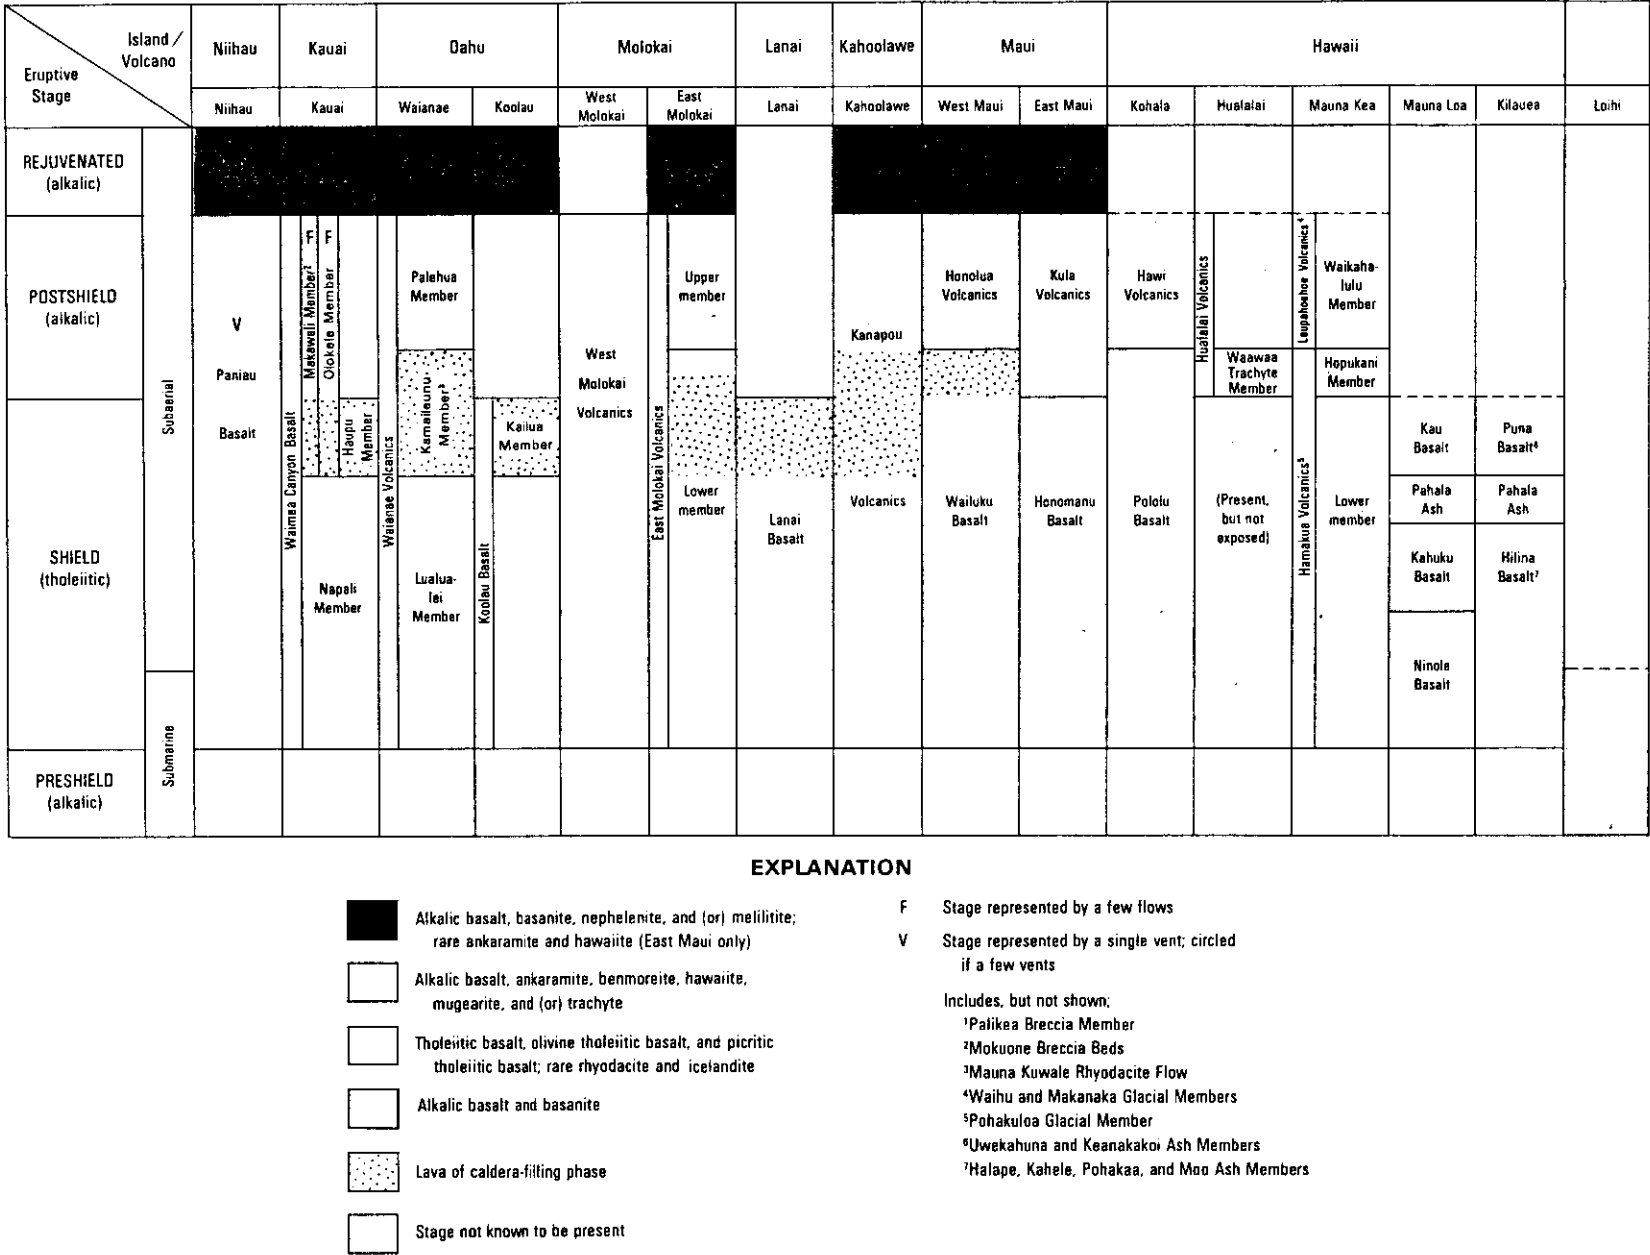 Island /
Volcano
Eruptive
Stage
Niihau
Kauai
Oahu
Molokai
Lanai
Kahoolawe
Maui
Hawaii
Niihau
Kauai
Waianae
Koolau
West
Molokai
East
Molokai
Lanai
Kahoolawe
West Maui
East Maui
Kohala
Hualalai
Mauna Kea
Mauna Loa
Kilauea
Loihi
REJUVENATED
(alkalic)
POSTSHIELD
(alkalic)
SHIELD
(tholeiitic)
PRESHIELD
(alkalic)
Subaerial
Submarine
V
Paniau
Basalt
Waimea Canyon Basalt
Makaweli Member²
F
Olokele Member
F
Haupu
Member
Napali
Member
Waianae Volcanics
Palehua
Member
Kamaileunu
Member³
Lualua-
lei
Member
Koolau Basalt
Kailua
Member
West
Molokai
Volcanics
East Molokai Volcanics
Upper
member
Lower
member
Lanai
Basalt
Kanapou
Volcanics
Honolua
Volcanics
Wailuku
Basalt
Kula
Volcanics
Honomanu
Basalt
Hawi
Volcanics
Pololu
Basalt
Hualalai Volcanics
Waawaa
Trachyte
Member
(Present,
but not
exposed)
Laupahoehoe Volcanics⁴
Waikaha-
lulu
Member
Hopukani
Member
Hamakua Volcanics⁵
Lower
member
Kau
Basalt
Pahala
Ash
Kahuku
Basalt
Ninole
Basalt
Puna
Basalt⁶
Pahala
Ash
Hilina
Basalt⁷
EXPLANATION
Alkalic basalt, basanite, nephelenite, and (or) melilitite;
rare ankaramite and hawaiite (East Maui only)
Alkalic basalt, ankaramite, benmoreite, hawaiite,
mugearite, and (or) trachyte
Tholeiitic basalt, olivine tholeiitic basalt, and picritic
tholeiitic basalt; rare rhyodacite and icelandite
Alkalic basalt and basanite
Lava of caldera-filling phase
Stage not known to be present
F Stage represented by a few flows
V Stage represented by a single vent; circled
if a few vents
Includes, but not shown;
¹Palikea Breccia Member
²Mokuone Breccia Beds
³Mauna Kuwale Rhyodacite Flow
⁴Waihu and Makanaka Glacial Members
⁵Pohakuloa Glacial Member
⁶Uwekahuna and Keanakakoi Ash Members
⁷Halape, Kahele, Pohakaa, and Moo Ash Members